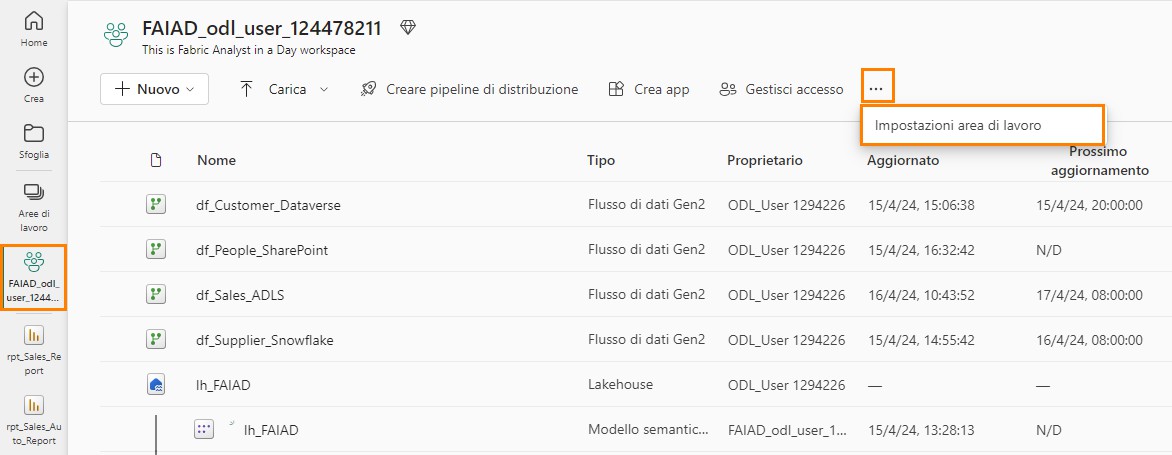 Home
Crea
Sfoglia
Aree di
lavoro
FAIAD_odl_
user_1244...
rpt_Sales_Re
port
rpt_Sales_Au
to_Report
FAIAD_odl_user_124478211
This is Fabric Analyst in a Day workspace
Nuovo Carica Creare pipeline di distribuzione Crea app Gestisci accesso ...
Impostazioni area di lavoro
Nome Tipo Proprietario Aggiornato Prossimo
aggiornamento
df_Customer_Dataverse Flusso di dati Gen2 ODL_User 1294226 15/4/24, 15:06:38 15/4/24, 20:00:00
df_People_SharePoint Flusso di dati Gen2 ODL_User 1294226 15/4/24, 16:32:42 N/D
df_Sales_ADLS Flusso di dati Gen2 ODL_User 1294226 16/4/24, 10:43:52 17/4/24, 08:00:00
df_Supplier_Snowflake Flusso di dati Gen2 ODL_User 1294226 15/4/24, 14:55:42 16/4/24, 08:00:00
lh_FAIAD Lakehouse ODL_User 1294226 — —
lh_FAIAD Modello semantic... FAIAD_odl_user_1... 15/4/24, 13:28:13 N/D